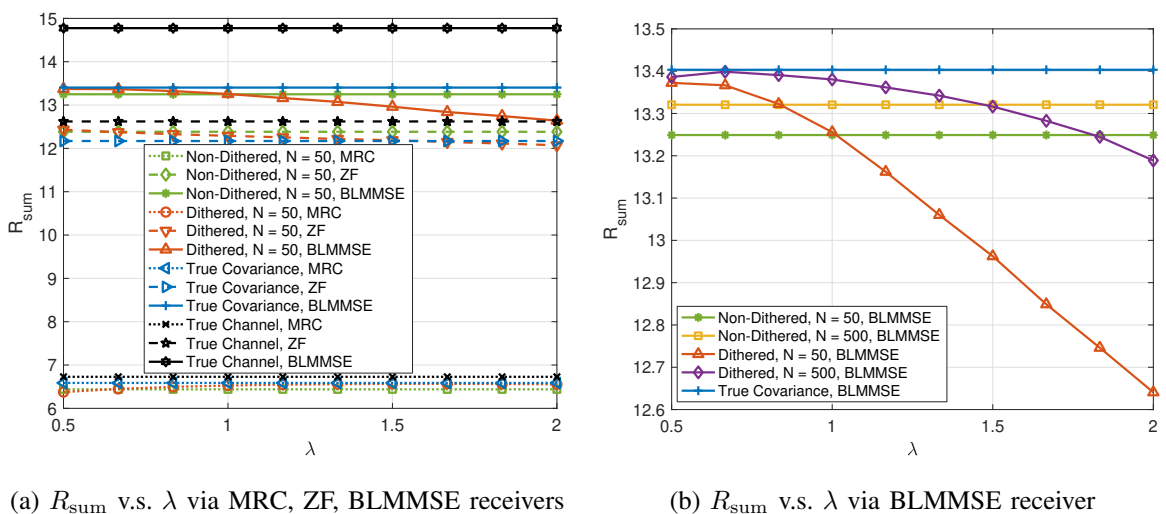 15
14
13
12
11
10
9
8
7
6
R_sum
Non-Dithered, N = 50, MRC
Non-Dithered, N = 50, ZF
Non-Dithered, N = 50, BLMMSE
Dithered, N = 50, MRC
Dithered, N = 50, ZF
Dithered, N = 50, BLMMSE
True Covariance, MRC
True Covariance, ZF
True Covariance, BLMMSE
True Channel, MRC
True Channel, ZF
True Channel, BLMMSE
0.5 1 1.5 2
λ
(a) R_sum v.s. λ via MRC, ZF, BLMMSE receivers
13.5
13.4
13.3
13.2
13.1
13
12.9
12.8
12.7
12.6
R_sum
Non-Dithered, N = 50, BLMMSE
Non-Dithered, N = 500, BLMMSE
Dithered, N = 50, BLMMSE
Dithered, N = 500, BLMMSE
True Covariance, BLMMSE
0.5 1 1.5 2
λ
(b) R_sum v.s. λ via BLMMSE receiver